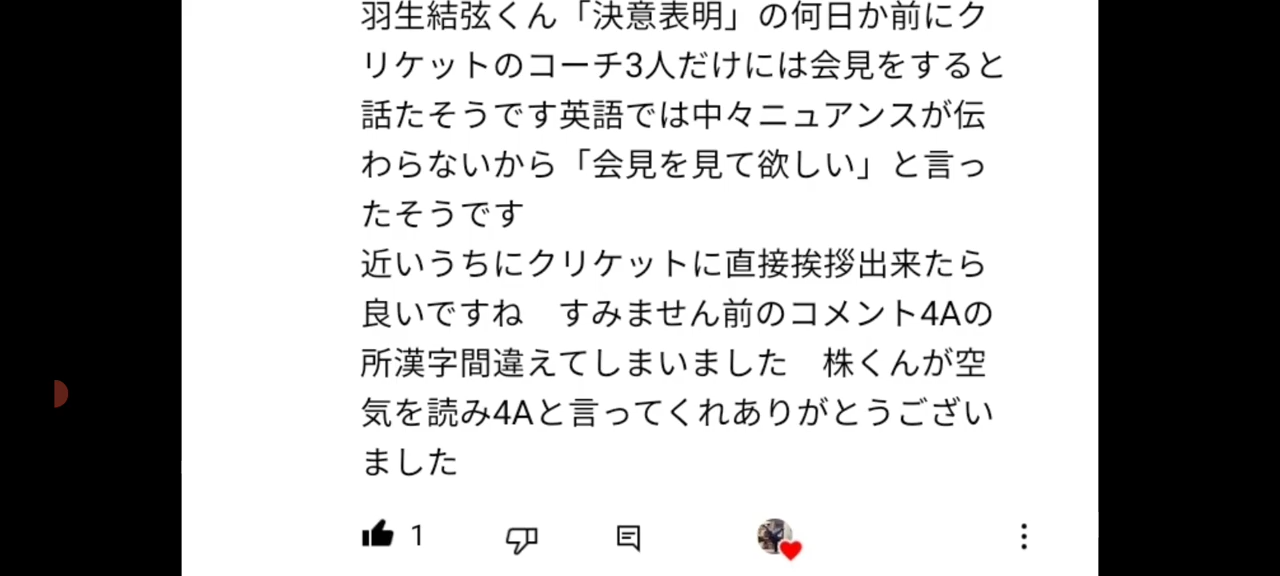 羽生結弦くん「決意表明」の何日か前にク
リケットのコーチ3人だけには会見をすると
話たそうです英語では中々ニュアンスが伝
わらないから「会見を見て欲しい」と言っ
たそうです
近いうちにクリケットに直接挨拶出来たら
良いですね　すみません前のコメント4Aの
所漢字間違えてしまいました　株くんが空
気を読み4Aと言ってくれありがとうござい
ました
1